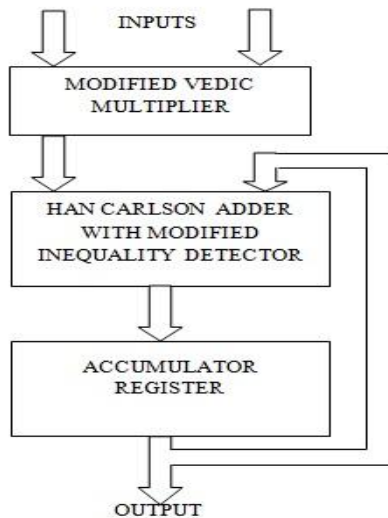 INPUTS
MODIFIED VEDIC
MULTIPLIER
HAN CARLSON ADDER
WITH MODIFIED
INEQUALITY DETECTOR
ACCUMULATOR
REGISTER
OUTPUT